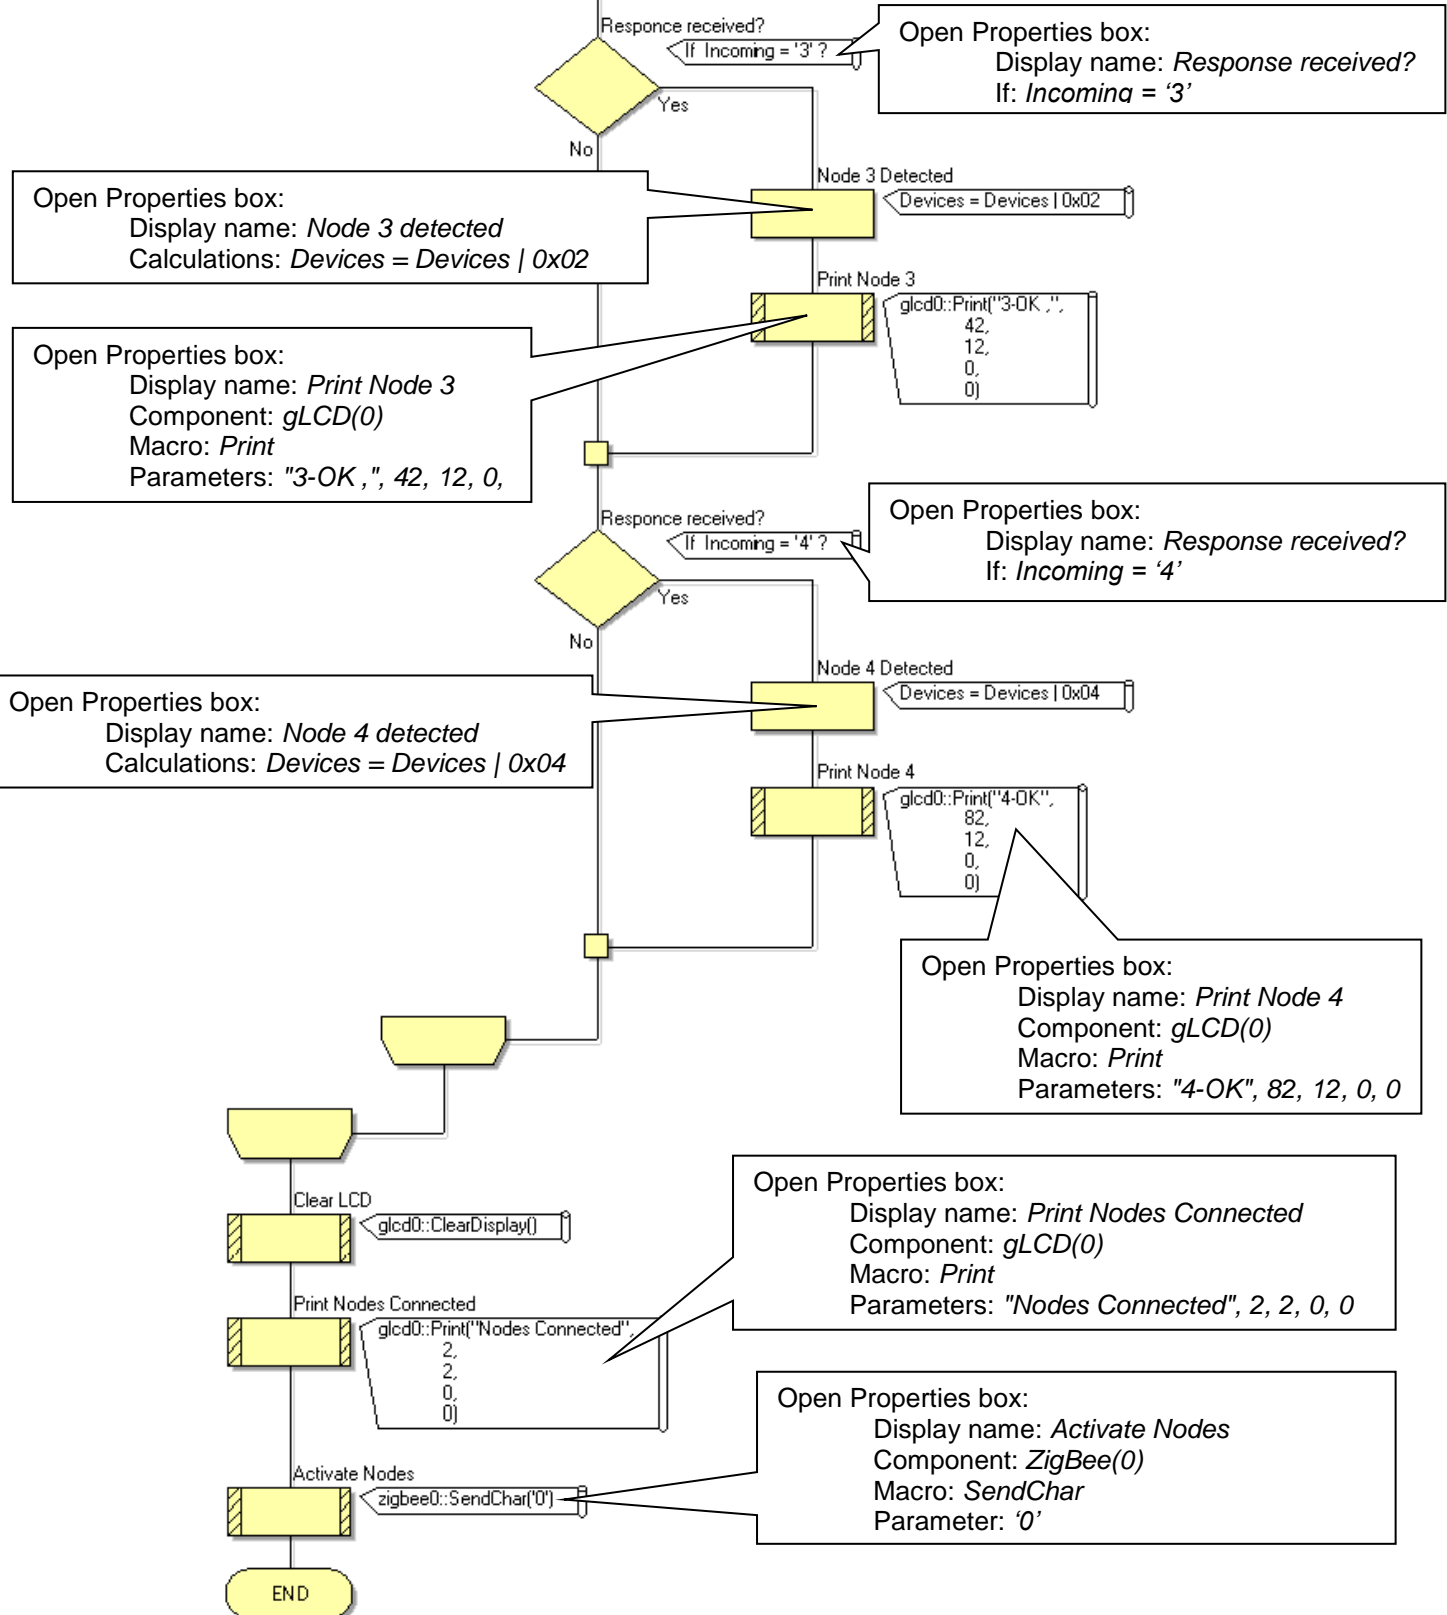 Responce received?
If  Incoming = '3' ?
Open Properties box:
Display name: Response received?
If: Incoming = ‘3’
Yes
No
Node 3 Detected
Devices = Devices | 0x02
Open Properties box:
Display name: Node 3 detected
Calculations: Devices = Devices | 0x02
Print Node 3
glcd0::Print("3-OK ,",
42,
12,
0,
0)
Open Properties box:
Display name: Print Node 3
Component: gLCD(0)
Macro: Print
Parameters: "3-OK ,", 42, 12, 0,
Responce received?
If  Incoming = '4' ?
Open Properties box:
Display name: Response received?
If: Incoming = ‘4’
Yes
No
Node 4 Detected
Devices = Devices | 0x04
Open Properties box:
Display name: Node 4 detected
Calculations: Devices = Devices | 0x04
Print Node 4
glcd0::Print("4-OK",
82,
12,
0,
0)
Open Properties box:
Display name: Print Node 4
Component: gLCD(0)
Macro: Print
Parameters: "4-OK", 82, 12, 0, 0
Clear LCD
glcd0::ClearDisplay()
Open Properties box:
Display name: Print Nodes Connected
Component: gLCD(0)
Macro: Print
Parameters: "Nodes Connected", 2, 2, 0, 0
Print Nodes Connected
glcd0::Print("Nodes Connected",
2,
2,
0,
0)
Open Properties box:
Display name: Activate Nodes
Component: ZigBee(0)
Macro: SendChar
Parameter: ‘0’
Activate Nodes
zigbee0::SendChar('0')
END